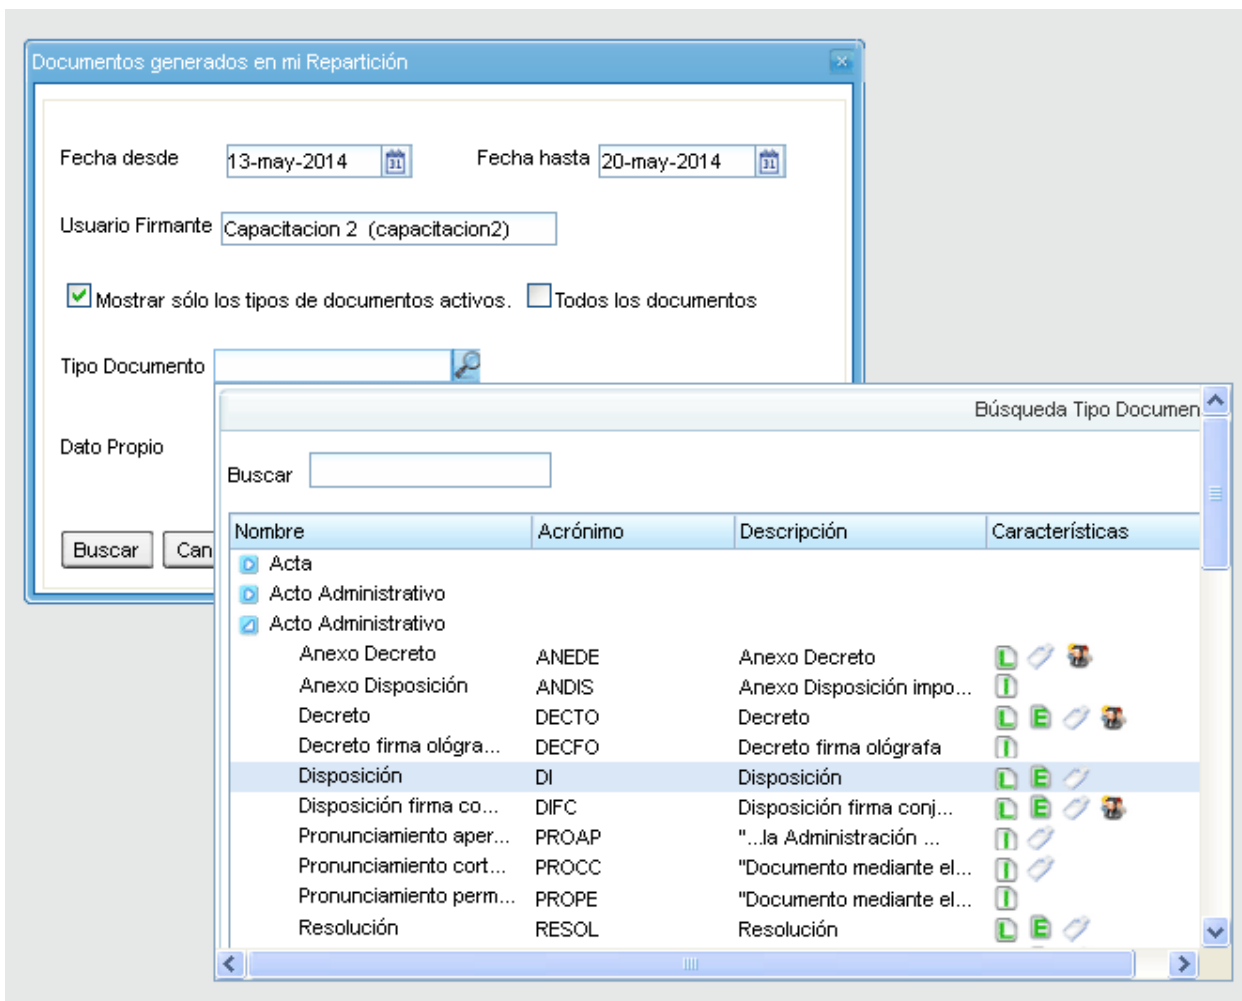 Documentos generados en mi Repartición
Fecha desde 13-may-2014 31 Fecha hasta 20-may-2014 31
Usuario Firmante Capacitacion 2 (capacitacion2)
Mostrar sólo los tipos de documentos activos. Todos los documentos
Tipo Documento
Búsqueda Tipo Documen
Dato Propio
Buscar
Buscar Can
Nombre Acrónimo Descripción Características
Acta
Acto Administrativo
Acto Administrativo
Anexo Decreto ANEDE Anexo Decreto L
Anexo Disposición ANDIS Anexo Disposición impo... I
Decreto DECTO Decreto L E
Decreto firma ológra... DECFO Decreto firma ológrafa I
Disposición DI Disposición L E
Disposición firma co... DIFC Disposición firma conj... L E
Pronunciamiento aper... PROAP "...la Administración ... I
Pronunciamiento cort... PROCC "Documento mediante el... I
Pronunciamiento perm... PROPE "Documento mediante el... I
Resolución RESOL Resolución L E